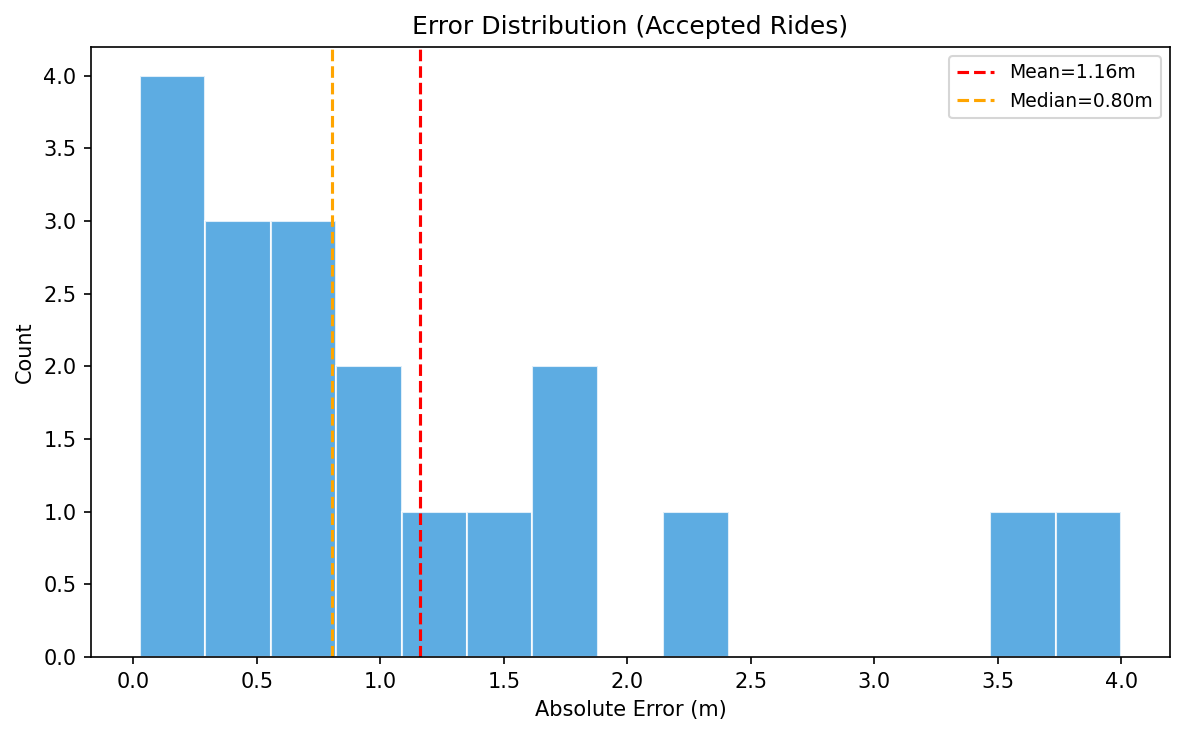 Error Distribution (Accepted Rides)
Mean=1.16m
Median=0.80m
4.0
3.5
3.0
2.5
2.0
1.5
1.0
0.5
0.0
Count
0.0 0.5 1.0 1.5 2.0 2.5 3.0 3.5 4.0
Absolute Error (m)